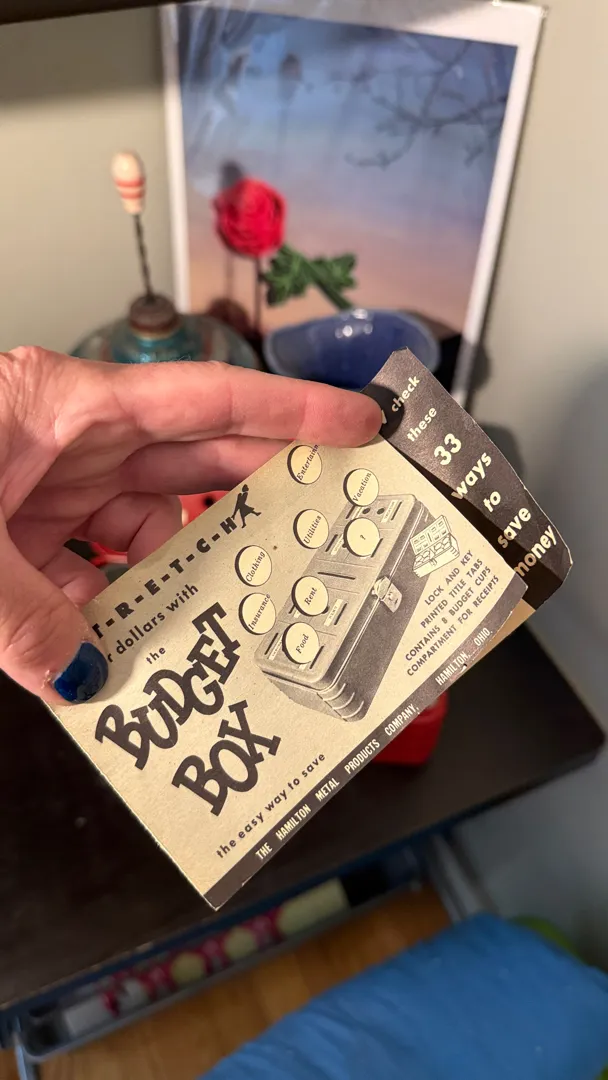 T-R-E-T-C-H
dollars with
the
BUDGET
BOX
the easy way to save
Vacation
Utilities
?
Clothing
Rent
Insurance
Food
LOCK AND KEY
PRINTED TITLE TABS
CONTAINS 8 BUDGET CUPS
COMPARTMENT FOR RECEIPTS
THE HAMILTON METAL PRODUCTS COMPANY, HAMILTON, OHIO
check
these
33
ways
to
save
money